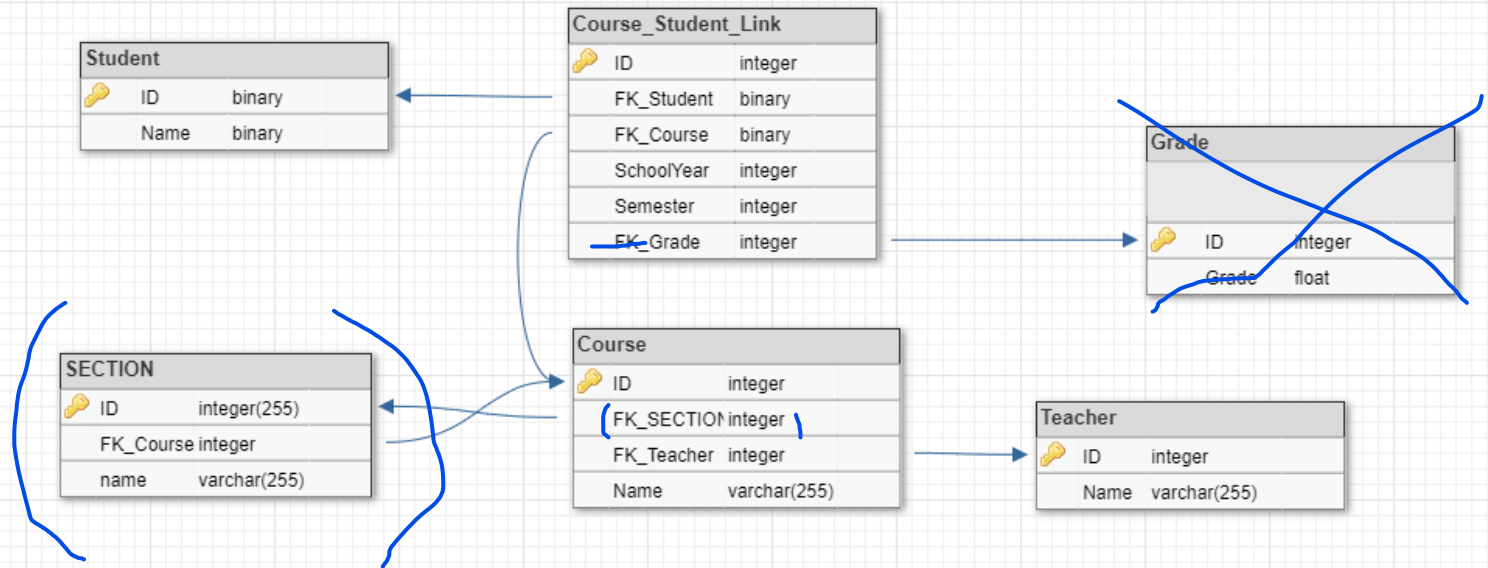 Student
ID binary
Name binary
Course_Student_Link
ID integer
FK_Student binary
FK_Course binary
SchoolYear integer
Semester integer
FK_Grade integer
Grade
ID integer
Grade float
SECTION
ID integer(255)
FK_Course integer
name varchar(255)
Course
ID integer
FK_SECTION integer
FK_Teacher integer
Name varchar(255)
Teacher
ID integer
Name varchar(255)